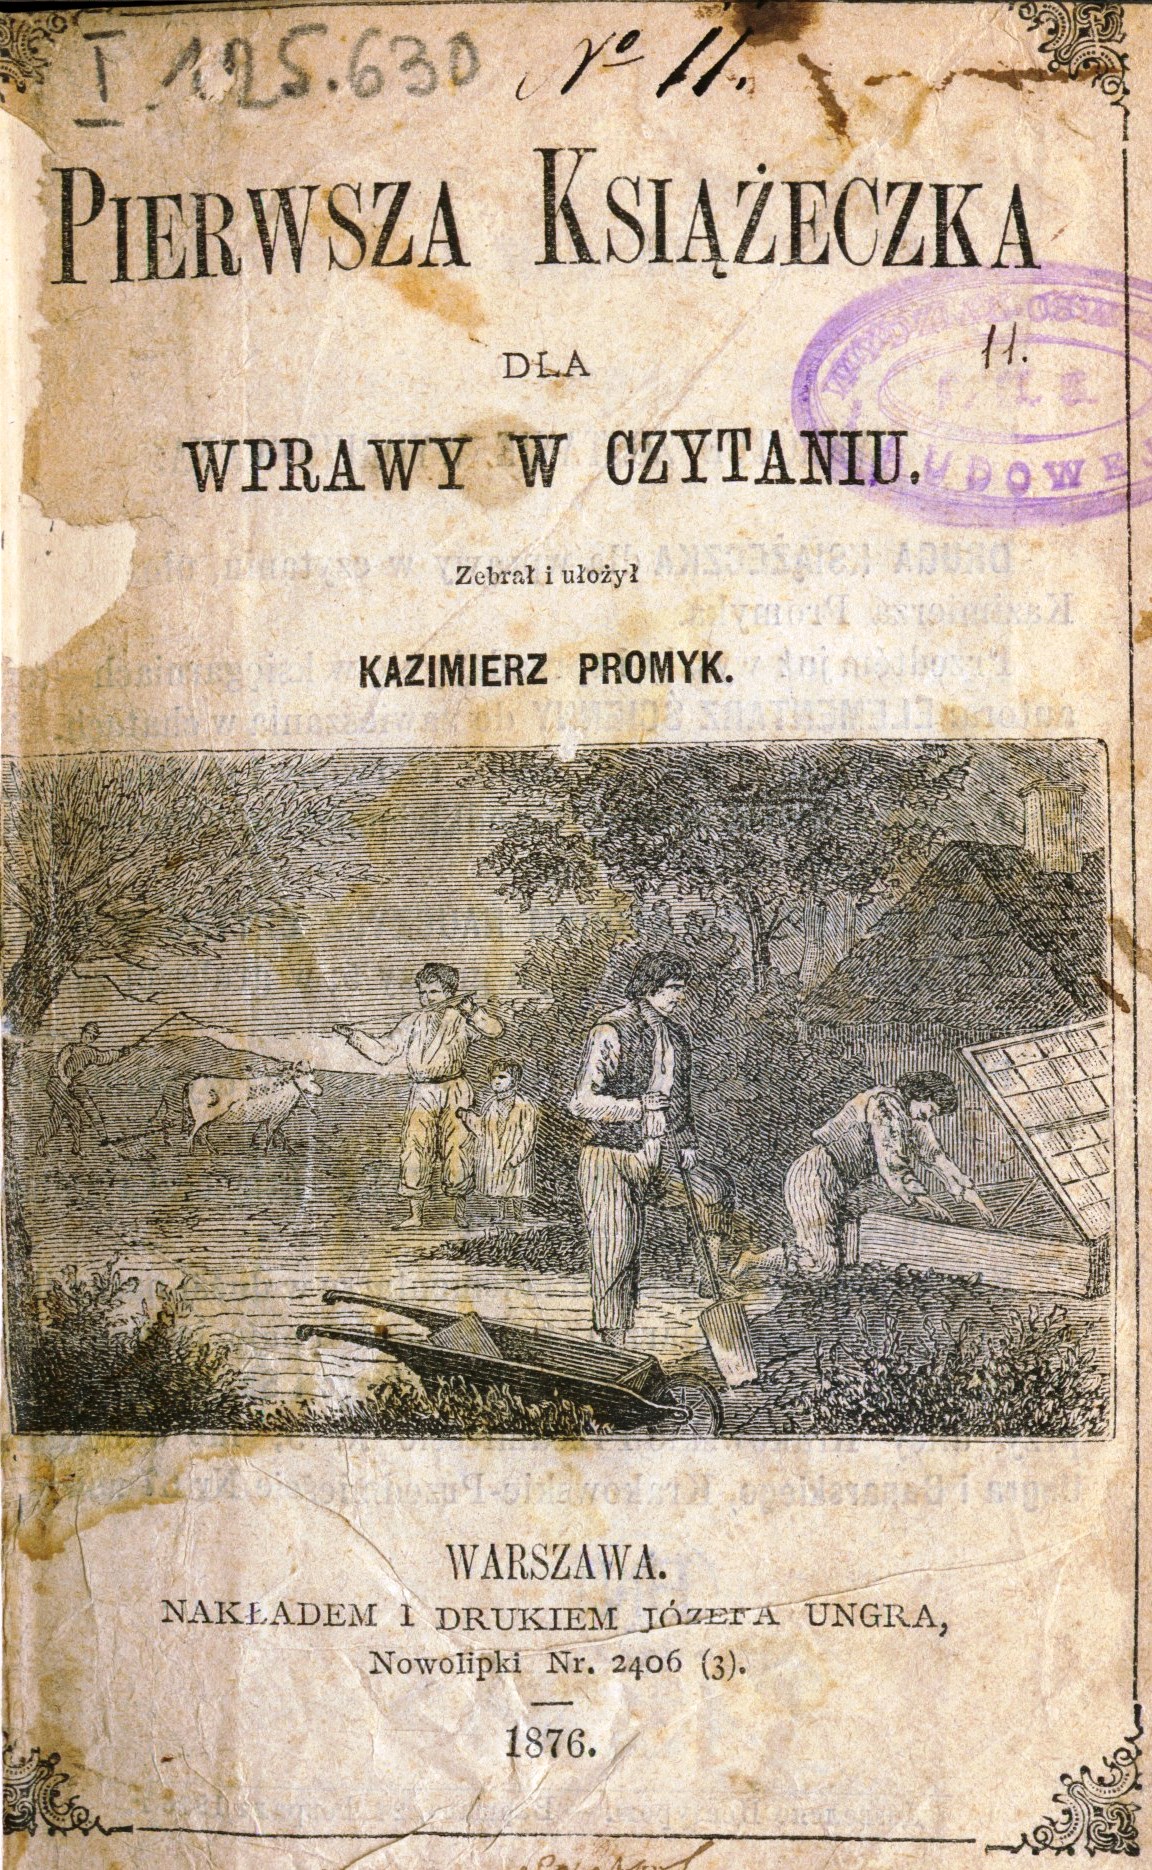 I 125.630 No 11.
PIERWSZA KSIĄŻECZKA
11.
DLA
WPRAWY W CZYTANIU.
LUDOWEJ
Zebrał i ułożył
KAZIMIERZ PROMYK.
WARSZAWA.
NAKŁADEM I DRUKIEM JÓZEFA UNGRA,
Nowolipki Nr. 2406 (3).
1876.